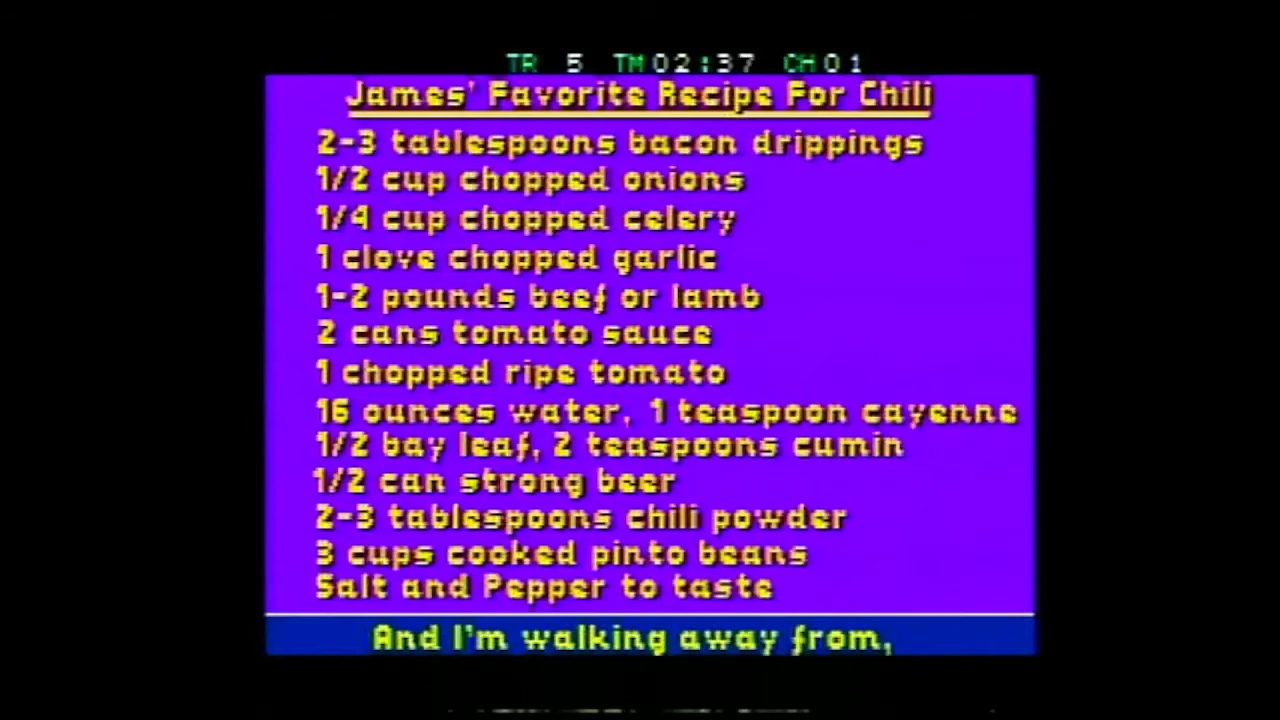 TR 5 TM02:37 CH01
James' Favorite Recipe For Chili
2-3 tablespoons bacon drippings
1/2 cup chopped onions
1/4 cup chopped celery
1 clove chopped garlic
1-2 pounds beef or lamb
2 cans tomato sauce
1 chopped ripe tomato
16 ounces water, 1 teaspoon cayenne
1/2 bay leaf, 2 teaspoons cumin
1/2 can strong beer
2-3 tablespoons chili powder
3 cups cooked pinto beans
Salt and Pepper to taste
And I'm walking away from,